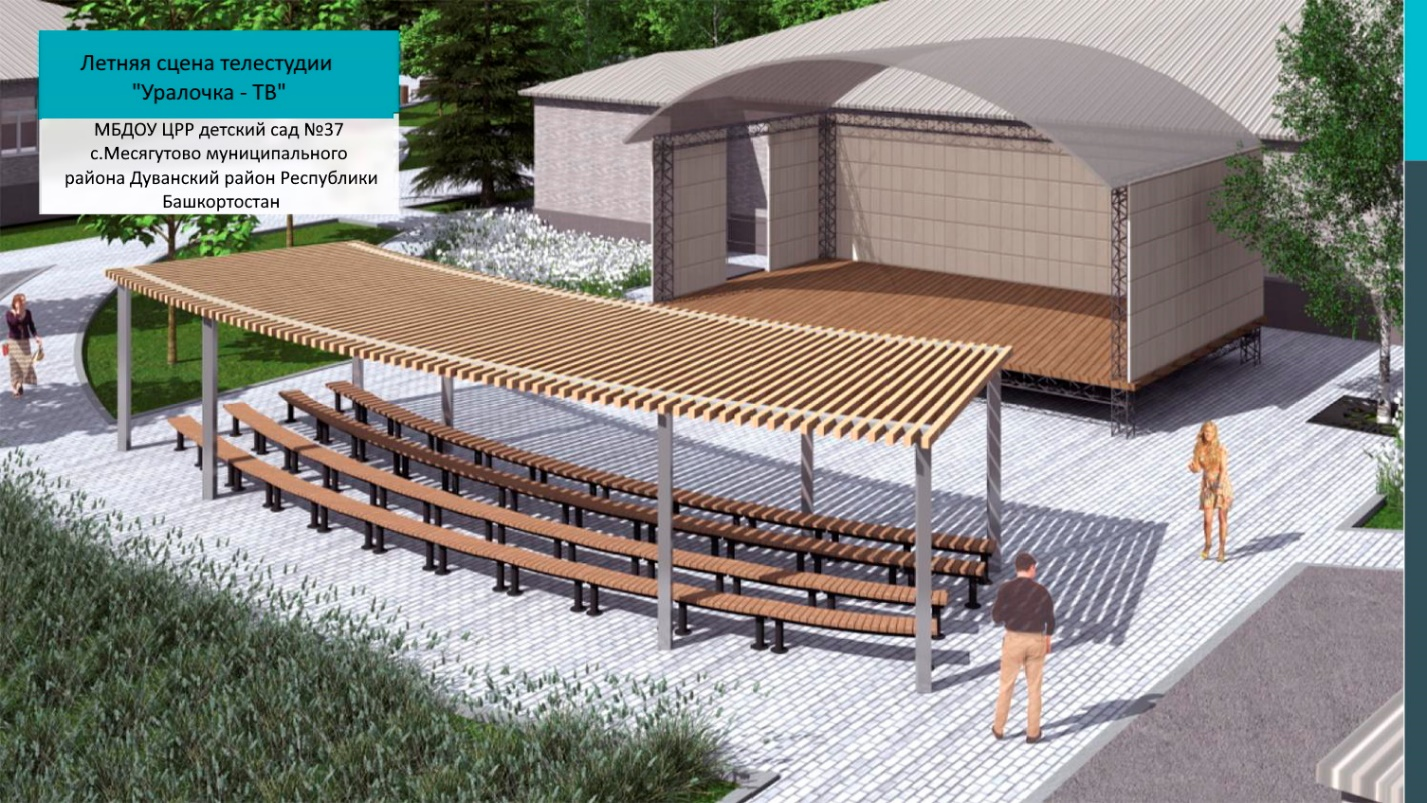 Летняя сцена телестудии
"Уралочка - ТВ"
МБДОУ ЦРР детский сад №37
с.Месягутово муниципального
района Дуванский район Республики
Башкортостан